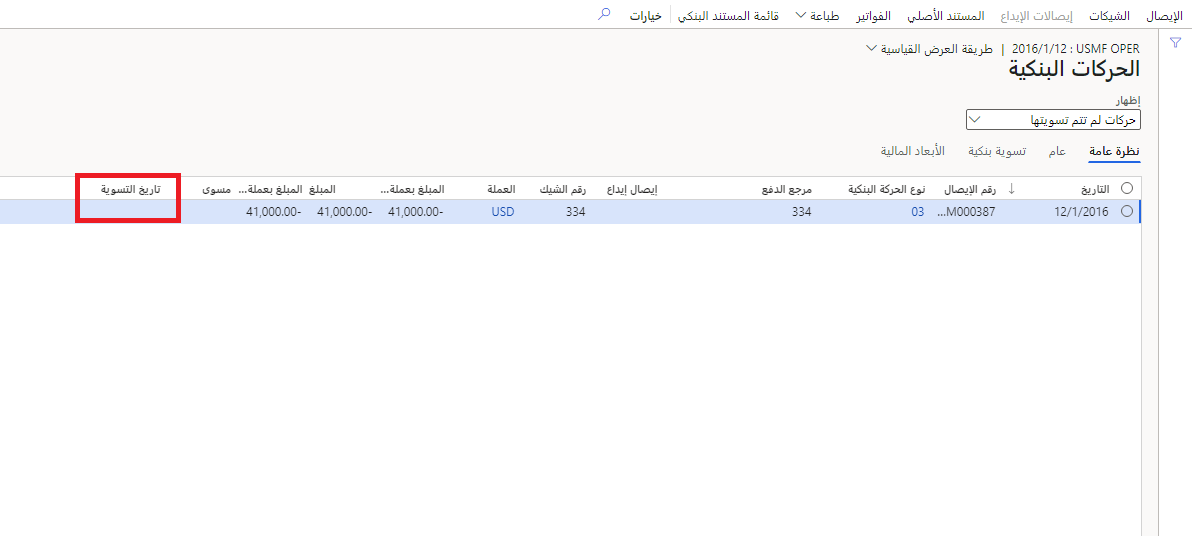 الإيصال الشيكات إيصالات الإيداع المستند الأصلي الفواتير طباعة قائمة المستند البنكي خيارات
2016/1/12 : USMF OPER | طريقة العرض القياسية
الحركات البنكية
إظهار
حركات لم تتم تسويتها
نظرة عامة عام تسوية بنكية الأبعاد المالية
التاريخ رقم الإيصال نوع الحركة البنكية مرجع الدفع إيصال إيداع رقم الشيك العملة المبلغ بعملة... المبلغ المبلغ بعملة... مسوى تاريخ التسوية
12/1/2016 ...M000387 03 334 334 USD 41,000.00- 41,000.00- 41,000.00-